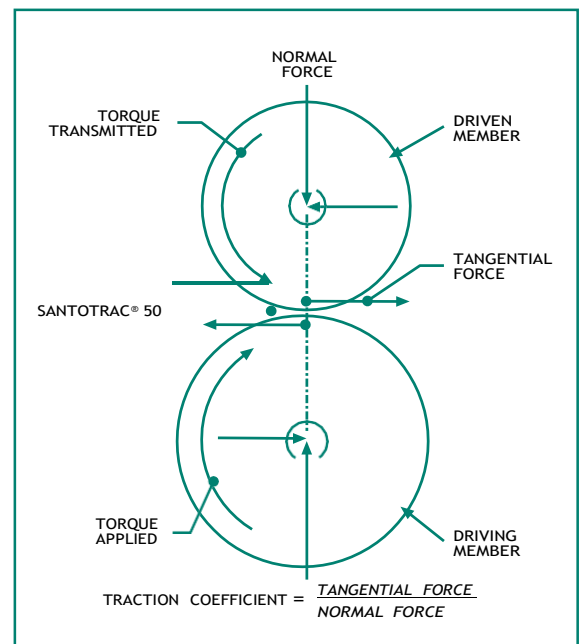 NORMAL
FORCE
TORQUE
TRANSMITTED
DRIVEN
MEMBER
TANGENTIAL
FORCE
SANTOTRAC® 50
TORQUE
APPLIED
DRIVING
MEMBER
TRACTION COEFFICIENT = TANGENTIAL FORCE
NORMAL FORCE